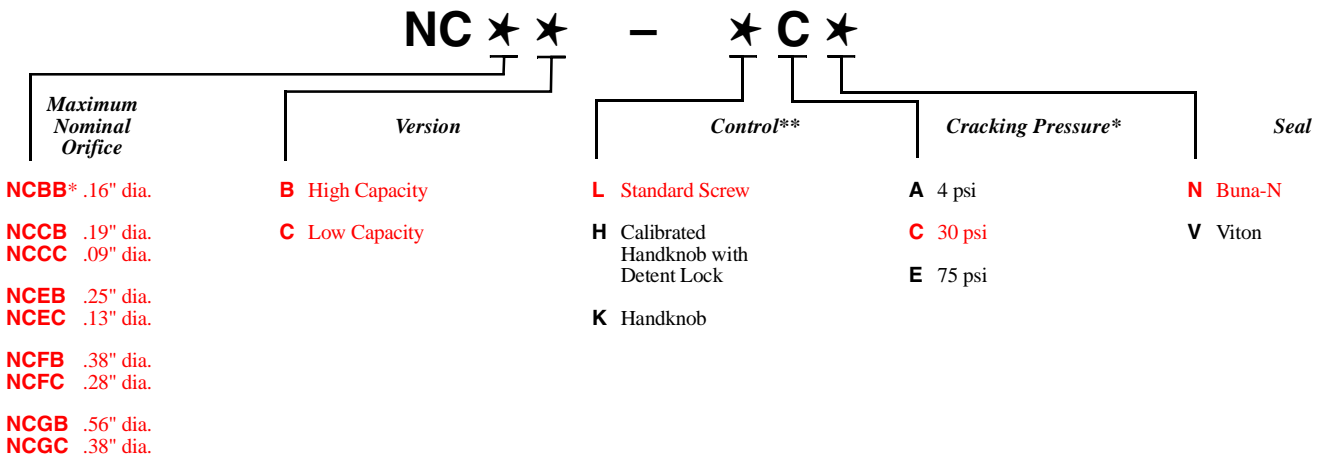 NC ✭ ✭ – ✭ C ✭
Maximum
Nominal
Orifice
NCBB* .16" dia.
NCCB .19" dia.
NCCC .09" dia.
NCEB .25" dia.
NCEC .13" dia.
NCFB .38" dia.
NCFC .28" dia.
NCGB .56" dia.
NCGC .38" dia.
Version
B High Capacity
C Low Capacity
Control**
L Standard Screw
H Calibrated
Handknob with
Detent Lock
K Handknob
Cracking Pressure*
A 4 psi
C 30 psi
E 75 psi
Seal
N Buna-N
V Viton